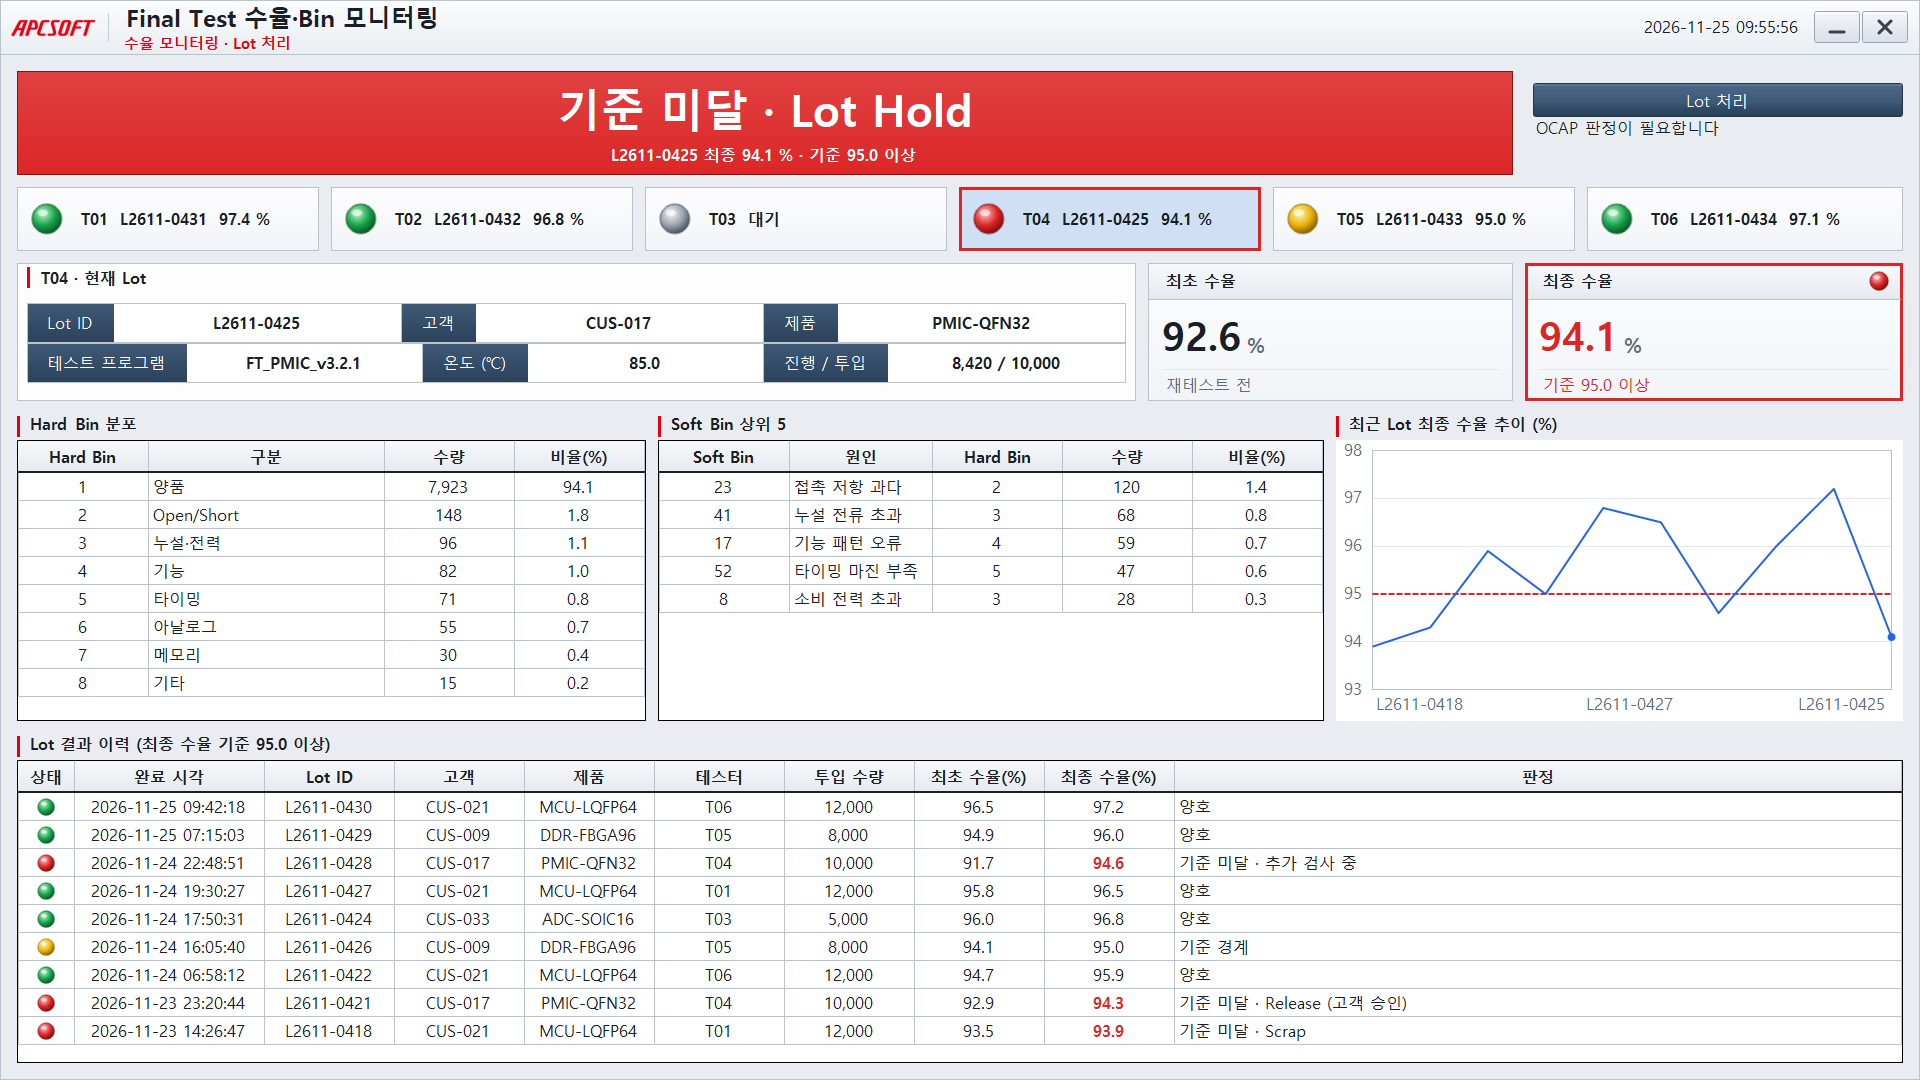 APCSOFT
Final Test 수율·Bin 모니터링
수율 모니터링 · Lot 처리
2026-11-25 09:55:56
기준 미달 · Lot Hold
L2611-0425 최종 94.1 % · 기준 95.0 이상
Lot 처리
OCAP 판정이 필요합니다
T01 L2611-0431 97.4 %
T02 L2611-0432 96.8 %
T03 대기
T04 L2611-0425 94.1 %
T05 L2611-0433 95.0 %
T06 L2611-0434 97.1 %
T04 · 현재 Lot
Lot ID L2611-0425 고객 CUS-017 제품 PMIC-QFN32
테스트 프로그램 FT_PMIC_v3.2.1 온도 (℃) 85.0 진행 / 투입 8,420 / 10,000
최초 수율
92.6 %
재테스트 전
최종 수율
94.1 %
기준 95.0 이상
Hard Bin 분포
Hard Bin 구분 수량 비율(%)
1 양품 7,923 94.1
2 Open/Short 148 1.8
3 누설·전력 96 1.1
4 기능 82 1.0
5 타이밍 71 0.8
6 아날로그 55 0.7
7 메모리 30 0.4
8 기타 15 0.2
Soft Bin 상위 5
Soft Bin 원인 Hard Bin 수량 비율(%)
23 접촉 저항 과다 2 120 1.4
41 누설 전류 초과 3 68 0.8
17 기능 패턴 오류 4 59 0.7
52 타이밍 마진 부족 5 47 0.6
8 소비 전력 초과 3 28 0.3
최근 Lot 최종 수율 추이 (%)
98
97
96
95
94
93
L2611-0418 L2611-0427 L2611-0425
Lot 결과 이력 (최종 수율 기준 95.0 이상)
상태 완료 시각 Lot ID 고객 제품 테스터 투입 수량 최초 수율(%) 최종 수율(%) 판정
2026-11-25 09:42:18 L2611-0430 CUS-021 MCU-LQFP64 T06 12,000 96.5 97.2 양호
2026-11-25 07:15:03 L2611-0429 CUS-009 DDR-FBGA96 T05 8,000 94.9 96.0 양호
2026-11-24 22:48:51 L2611-0428 CUS-017 PMIC-QFN32 T04 10,000 91.7 94.6 기준 미달 · 추가 검사 중
2026-11-24 19:30:27 L2611-0427 CUS-021 MCU-LQFP64 T01 12,000 95.8 96.5 양호
2026-11-24 17:50:31 L2611-0424 CUS-033 ADC-SOIC16 T03 5,000 96.0 96.8 양호
2026-11-24 16:05:40 L2611-0426 CUS-009 DDR-FBGA96 T05 8,000 94.1 95.0 기준 경계
2026-11-24 06:58:12 L2611-0422 CUS-021 MCU-LQFP64 T06 12,000 94.7 95.9 양호
2026-11-23 23:20:44 L2611-0421 CUS-017 PMIC-QFN32 T04 10,000 92.9 94.3 기준 미달 · Release (고객 승인)
2026-11-23 14:26:47 L2611-0418 CUS-021 MCU-LQFP64 T01 12,000 93.5 93.9 기준 미달 · Scrap